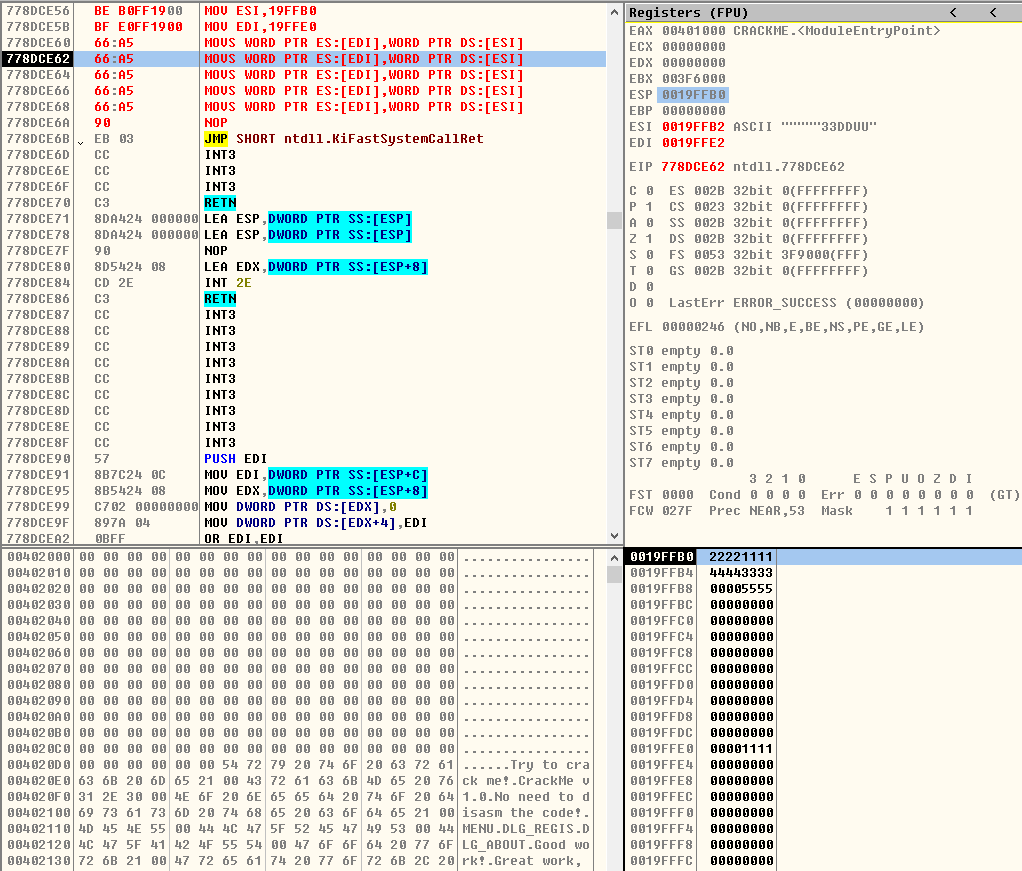 778DCE56 BE B0FF1900 MOV ESI,19FFB0
778DCE5B BF E0FF1900 MOV EDI,19FFE0
778DCE60 66:A5 MOVS WORD PTR ES:[EDI],WORD PTR DS:[ESI]
778DCE62 66:A5 MOVS WORD PTR ES:[EDI],WORD PTR DS:[ESI]
778DCE64 66:A5 MOVS WORD PTR ES:[EDI],WORD PTR DS:[ESI]
778DCE66 66:A5 MOVS WORD PTR ES:[EDI],WORD PTR DS:[ESI]
778DCE68 66:A5 MOVS WORD PTR ES:[EDI],WORD PTR DS:[ESI]
778DCE6A 90 NOP
778DCE6B EB 03 JMP SHORT ntdll.KiFastSystemCallRet
778DCE6D CC INT3
778DCE6E CC INT3
778DCE6F CC INT3
778DCE70 C3 RETN
778DCE71 8DA424 000000 LEA ESP,DWORD PTR SS:[ESP]
778DCE78 8DA424 000000 LEA ESP,DWORD PTR SS:[ESP]
778DCE7F 90 NOP
778DCE80 8D5424 08 LEA EDX,DWORD PTR SS:[ESP+8]
778DCE84 CD 2E INT 2E
778DCE86 C3 RETN
778DCE87 CC INT3
778DCE88 CC INT3
778DCE89 CC INT3
778DCE8A CC INT3
778DCE8B CC INT3
778DCE8C CC INT3
778DCE8D CC INT3
778DCE8E CC INT3
778DCE8F CC INT3
778DCE90 57 PUSH EDI
778DCE91 8B7C24 0C MOV EDI,DWORD PTR SS:[ESP+C]
778DCE95 8B5424 08 MOV EDX,DWORD PTR SS:[ESP+8]
778DCE99 C702 00000000 MOV DWORD PTR DS:[EDX],0
778DCE9F 897A 04 MOV DWORD PTR DS:[EDX+4],EDI
778DCEA2 0BFF OR EDI,EDI
Registers (FPU) < <
EAX 00401000 CRACKME.<ModuleEntryPoint>
ECX 00000000
EDX 00000000
EBX 003F6000
ESP 0019FFB0
EBP 00000000
ESI 0019FFB2 ASCII """"33DDUU"
EDI 0019FFE2
EIP 778DCE62 ntdll.778DCE62
C 0 ES 002B 32bit 0(FFFFFFFF)
P 1 CS 0023 32bit 0(FFFFFFFF)
A 0 SS 002B 32bit 0(FFFFFFFF)
Z 1 DS 002B 32bit 0(FFFFFFFF)
S 0 FS 0053 32bit 3F9000(FFF)
T 0 GS 002B 32bit 0(FFFFFFFF)
D 0
O 0 LastErr ERROR_SUCCESS (00000000)
EFL 00000246 (NO,NB,E,BE,NS,PE,GE,LE)
ST0 empty 0.0
ST1 empty 0.0
ST2 empty 0.0
ST3 empty 0.0
ST4 empty 0.0
ST5 empty 0.0
ST6 empty 0.0
ST7 empty 0.0
3 2 1 0 E S P U O Z D I
FST 0000 Cond 0 0 0 0 Err 0 0 0 0 0 0 0 0 (GT)
FCW 027F Prec NEAR,53 Mask 1 1 1 1 1 1
00402000 00 00 00 00 00 00 00 00 00 00 00 00 00 00 00 00 ................
00402010 00 00 00 00 00 00 00 00 00 00 00 00 00 00 00 00 ................
00402020 00 00 00 00 00 00 00 00 00 00 00 00 00 00 00 00 ................
00402030 00 00 00 00 00 00 00 00 00 00 00 00 00 00 00 00 ................
00402040 00 00 00 00 00 00 00 00 00 00 00 00 00 00 00 00 ................
00402050 00 00 00 00 00 00 00 00 00 00 00 00 00 00 00 00 ................
00402060 00 00 00 00 00 00 00 00 00 00 00 00 00 00 00 00 ................
00402070 00 00 00 00 00 00 00 00 00 00 00 00 00 00 00 00 ................
00402080 00 00 00 00 00 00 00 00 00 00 00 00 00 00 00 00 ................
00402090 00 00 00 00 00 00 00 00 00 00 00 00 00 00 00 00 ................
004020A0 00 00 00 00 00 00 00 00 00 00 00 00 00 00 00 00 ................
004020B0 00 00 00 00 00 00 00 00 00 00 00 00 00 00 00 00 ................
004020C0 00 00 00 00 00 00 00 00 00 00 00 00 00 00 00 00 ................
004020D0 00 00 00 00 00 00 54 72 79 20 74 6F 20 63 72 61 ......Try to cra
004020E0 63 6B 20 6D 65 21 00 43 72 61 63 6B 4D 65 20 76 ck me!.CrackMe v
004020F0 31 2E 30 00 4E 6F 20 6E 65 65 64 20 74 6F 20 64 1.0.No need to d
00402100 69 73 61 73 6D 20 74 68 65 20 63 6F 64 65 21 00 isasm the code!.
00402110 4D 45 4E 55 00 44 4C 47 5F 52 45 47 49 53 00 44 MENU.DLG_REGIS.D
00402120 4C 47 5F 41 42 4F 55 54 00 47 6F 6F 64 20 77 6F LG_ABOUT.Good wo
00402130 72 6B 21 00 47 72 65 61 74 20 77 6F 72 6B 2C 20 rk!.Great work,
0019FFB0 22221111
0019FFB4 44443333
0019FFB8 00005555
0019FFBC 00000000
0019FFC0 00000000
0019FFC4 00000000
0019FFC8 00000000
0019FFCC 00000000
0019FFD0 00000000
0019FFD4 00000000
0019FFD8 00000000
0019FFDC 00000000
0019FFE0 00001111
0019FFE4 00000000
0019FFE8 00000000
0019FFEC 00000000
0019FFF0 00000000
0019FFF4 00000000
0019FFF8 00000000
0019FFFC 00000000